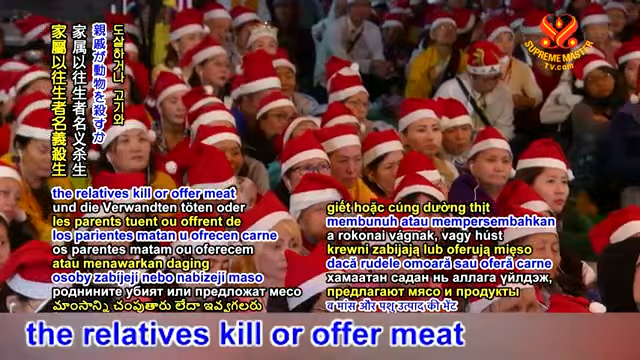 SUPREME MASTER
TV.com
도살하거나 고기와
親戚が動物を殺すか
家属以往生者名义杀生
家屬以往生者名義殺生
the relatives kill or offer meat
und die Verwandten töten oder
les parents tuent ou offrent de
los parientes matan u ofrecen carne
os parentes matam ou oferecem
atau menawarkan daging
osoby zabíjejí nebo nabízejí maso
роднините убият или предложат месо
మాంసాన్ని చంపుతారు లేదా ఇవ్వగలరు
giết hoặc cúng dường thịt
membunuh atau mempersembahkan
a rokonai vágnak, vagy húst
krewni zabijają lub oferują mięso
dacă rudele omoară sau oferă carne
хамаатан садан нь аллага үйлдэж,
предлагают мясо и продукты
व मांस और पशु उत्पाद की भेंट
the relatives kill or offer meat